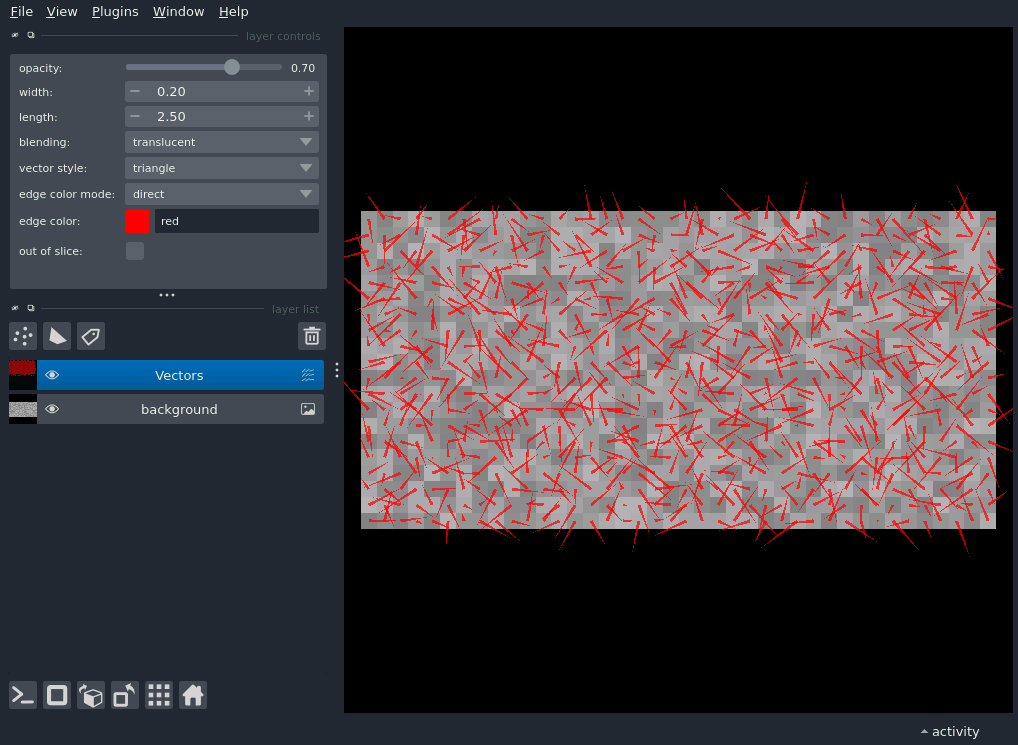 File View Plugins Window Help
layer controls
opacity: 0.70
width: − 0.20 +
length: − 2.50 +
blending: translucent
vector style: triangle
edge color mode: direct
edge color: red
out of slice:
layer list
Vectors
background
activity